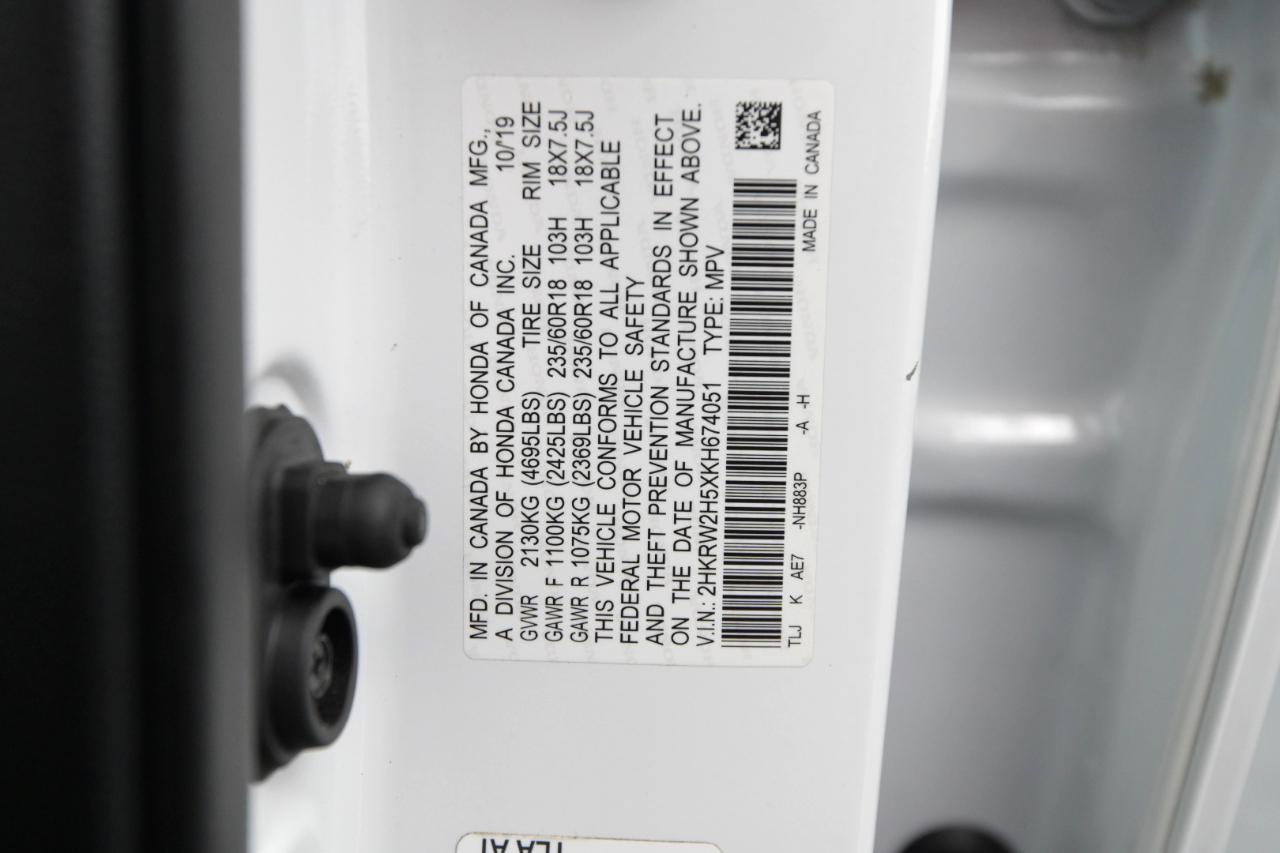 MFD. IN CANADA BY HONDA OF CANADA MFG.,
A DIVISION OF HONDA CANADA INC. 10/'19
GVWR 2130KG (4695LBS) TIRE SIZE RIM SIZE
GAWR F 1100KG (2425LBS) 235/60R18 103H 18X7.5J
GAWR R 1075KG (2369LBS) 235/60R18 103H 18X7.5J
THIS VEHICLE CONFORMS TO ALL APPLICABLE
FEDERAL MOTOR VEHICLE SAFETY
AND THEFT PREVENTION STANDARDS IN EFFECT
ON THE DATE OF MANUFACTURE SHOWN ABOVE.
V.I.N.: 2HKRW2H5XKH674051 TYPE: MPV
TLJ K AE7 -NH883P -A -H MADE IN CANADA